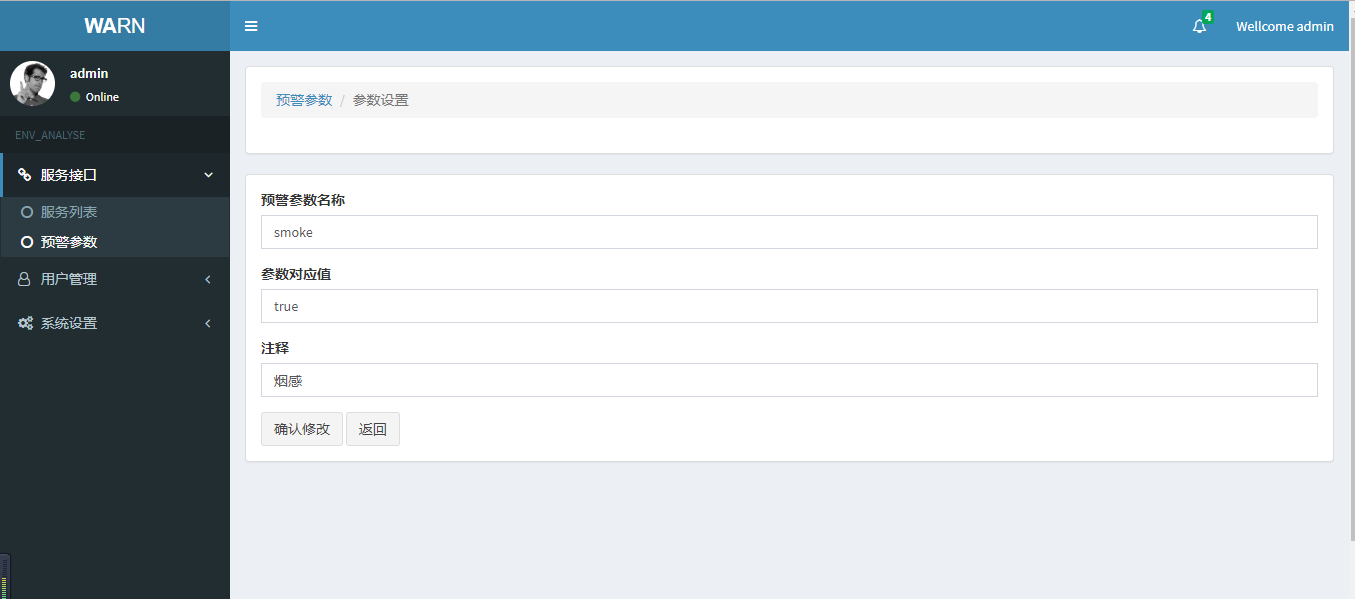 WARN
4
Wellcome admin
admin
Online
ENV_ANALYSE
服务接口
服务列表
预警参数
用户管理
系统设置
预警参数 / 参数设置
预警参数名称
smoke
参数对应值
true
注释
烟感
确认修改 返回